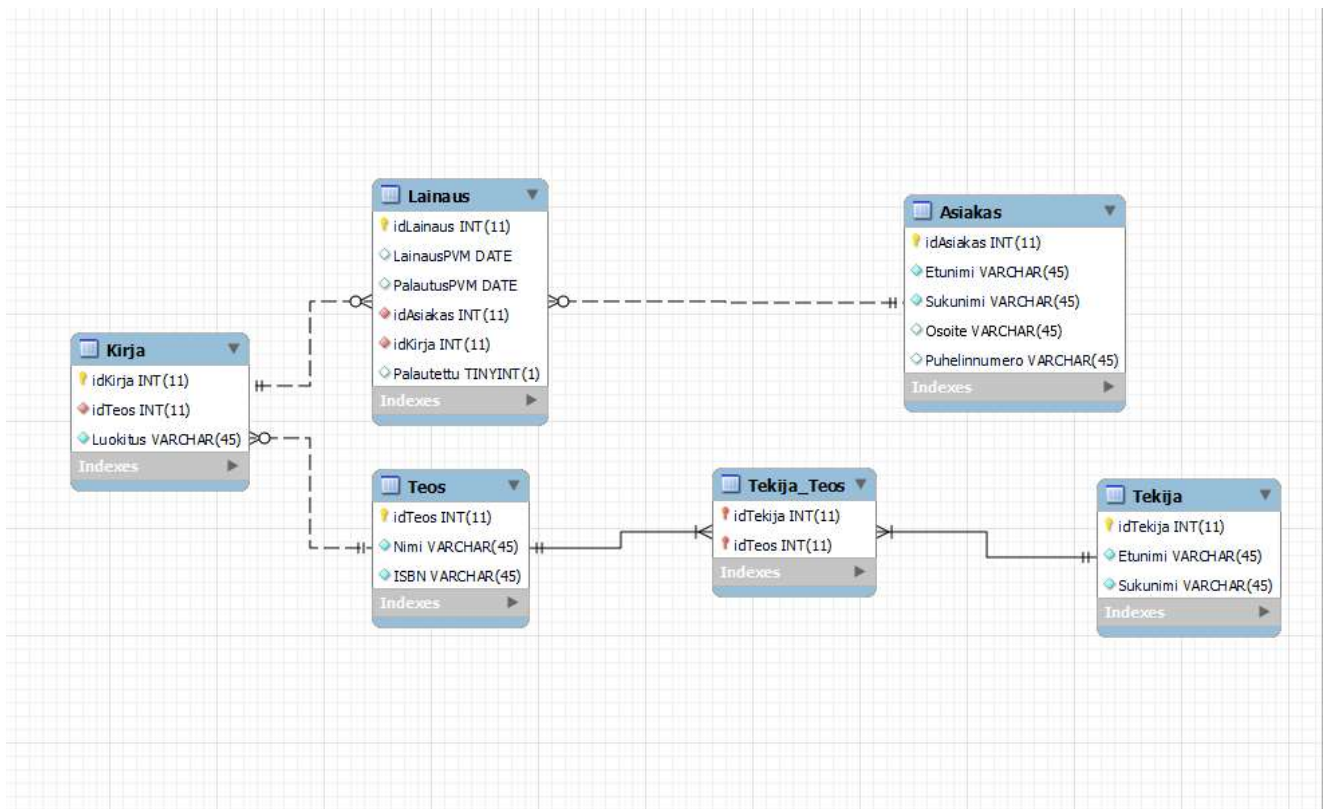 Lainaus
idLainaus INT(11)
LainausPVM DATE
PalautusPVM DATE
idAsiakas INT(11)
idKirja INT(11)
Palautettu TINYINT(1)
Indexes
Asiakas
idAsiakas INT(11)
Etunimi VARCHAR(45)
Sukunimi VARCHAR(45)
Osoite VARCHAR(45)
Puhelinnumero VARCHAR(45)
Indexes
Kirja
idKirja INT(11)
idTeos INT(11)
Luokitus VARCHAR(45)
Indexes
Teos
idTeos INT(11)
Nimi VARCHAR(45)
ISBN VARCHAR(45)
Indexes
Tekija_Teos
idTekija INT(11)
idTeos INT(11)
Indexes
Tekija
idTekija INT(11)
Etunimi VARCHAR(45)
Sukunimi VARCHAR(45)
Indexes